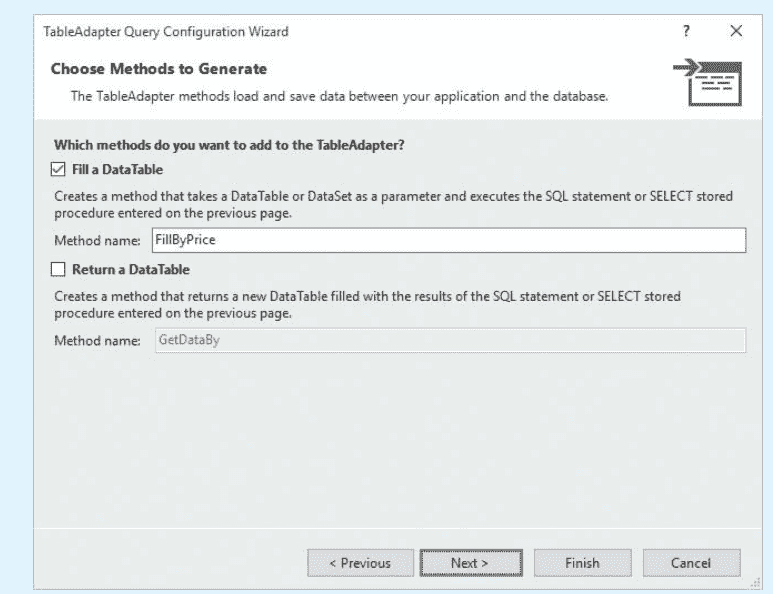 TableAdapter Query Configuration Wizard
?
Choose Methods to Generate
The TableAdapter methods load and save data between your application and the database.
Which methods do you want to add to the TableAdapter?
Fill a DataTable
Creates a method that takes a DataTable or DataSet as a parameter and executes the SQL statement or SELECT stored
procedure entered on the previous page.
Method name: FillByPrice
Return a DataTable
Creates a method that returns a new DataTable filled with the results of the SQL statement or SELECT stored
procedure entered on the previous page.
Method name: GetDataBy
< Previous Next > Finish Cancel